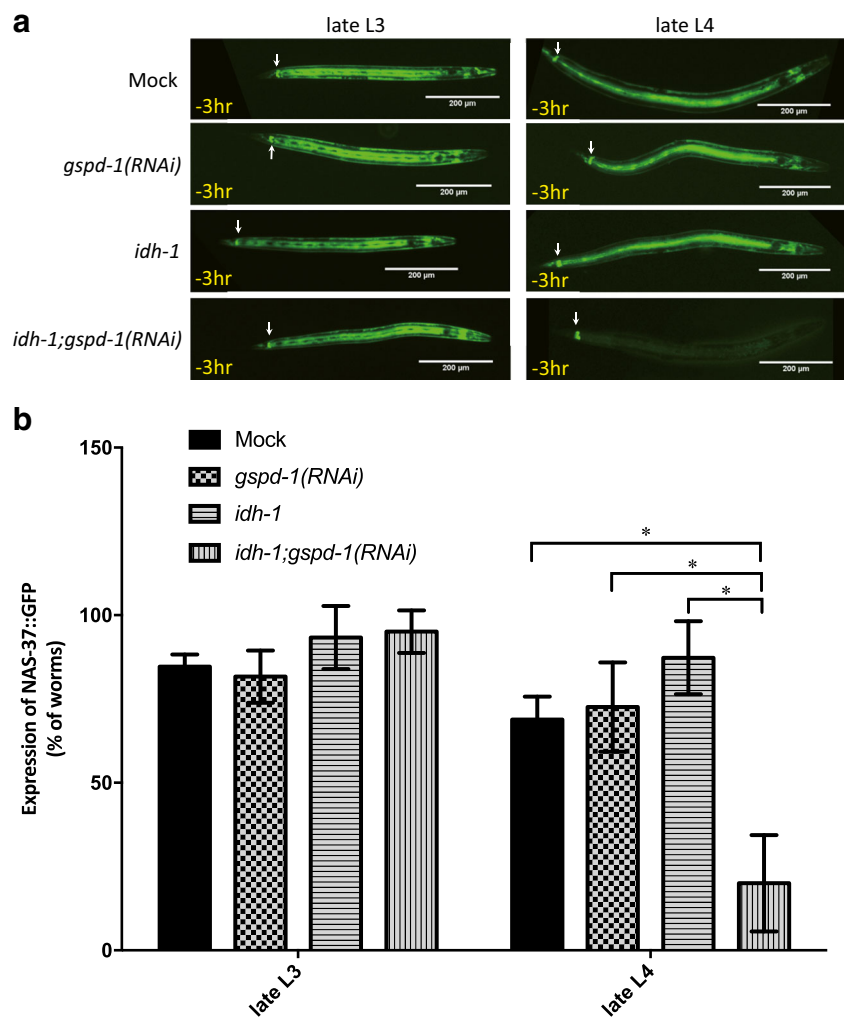 a
late L3
late L4
Mock
-3hr
200 µm
-3hr
200 µm
gspd-1(RNAi)
-3hr
200 µm
-3hr
200 µm
idh-1
-3hr
200 µm
-3hr
200 µm
idh-1;gspd-1(RNAi)
-3hr
200 µm
-3hr
200 µm
b
Mock
gspd-1(RNAi)
idh-1
idh-1;gspd-1(RNAi)
Expression of NAS-37::GFP
(% of worms)
150
100
50
0
*
*
*
late L3
late L4